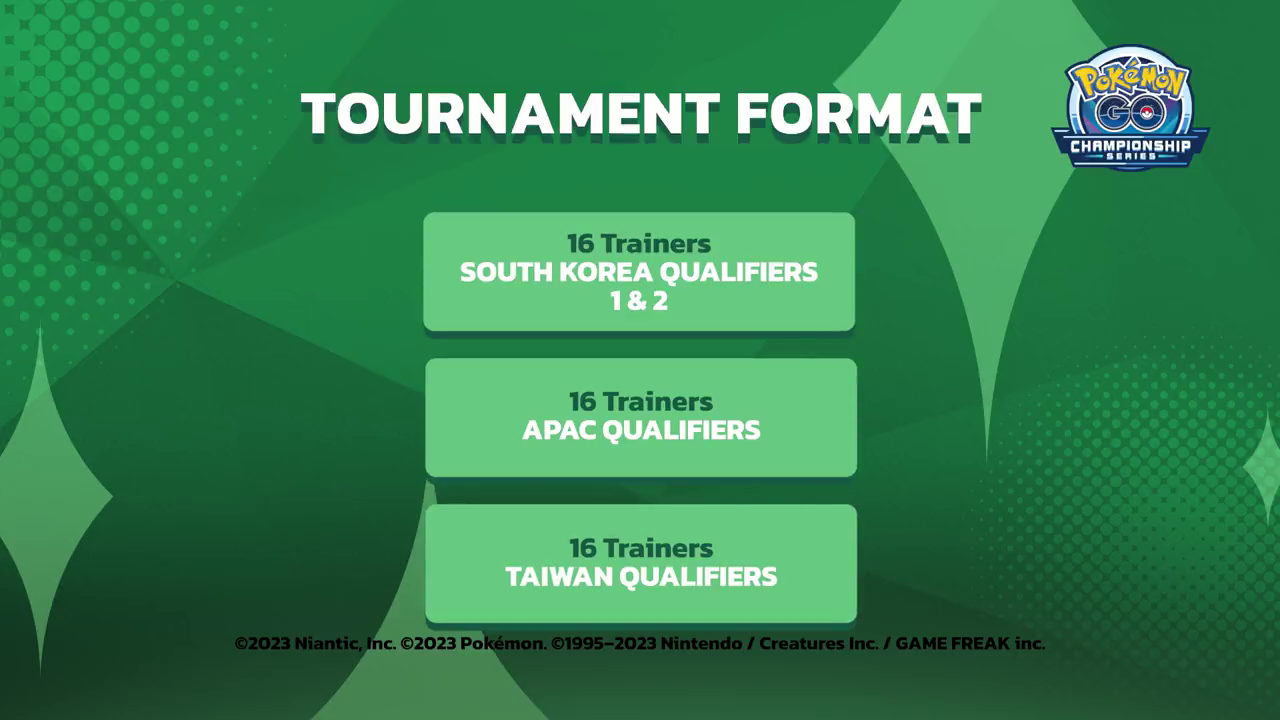 TOURNAMENT FORMAT
Pokémon
GO
CHAMPIONSHIP
SERIES
16 Trainers
SOUTH KOREA QUALIFIERS
1 & 2
16 Trainers
APAC QUALIFIERS
16 Trainers
TAIWAN QUALIFIERS
©2023 Niantic, Inc. ©2023 Pokémon. ©1995–2023 Nintendo / Creatures Inc. / GAME FREAK inc.